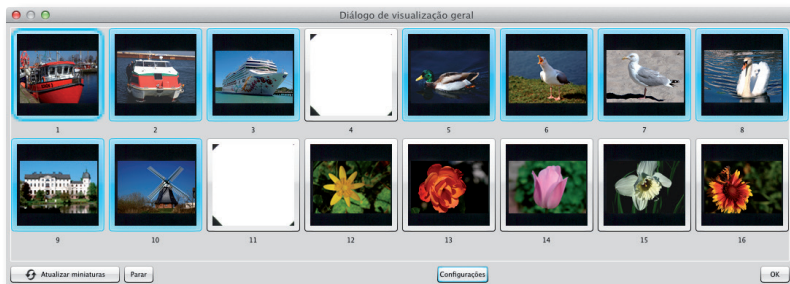 Diálogo de visualização geral
1 2 3 4 5 6 7 8
9 10 11 12 13 14 15 16
Atualizar miniaturas Parar Configurações OK